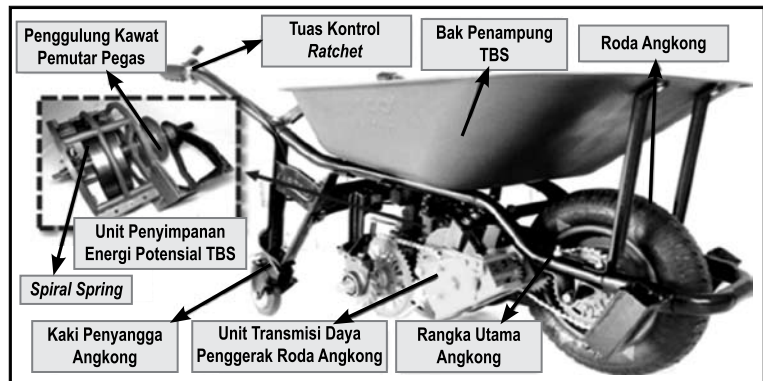 Penggulung Kawat
Pemutar Pegas
Tuas Kontrol
Ratchet
Bak Penampung
TBS
Roda Angkong
Unit Penyimpanan
Energi Potensial TBS
Spiral Spring
Kaki Penyangga
Angkong
Unit Transmisi Daya
Penggerak Roda Angkong
Rangka Utama
Angkong